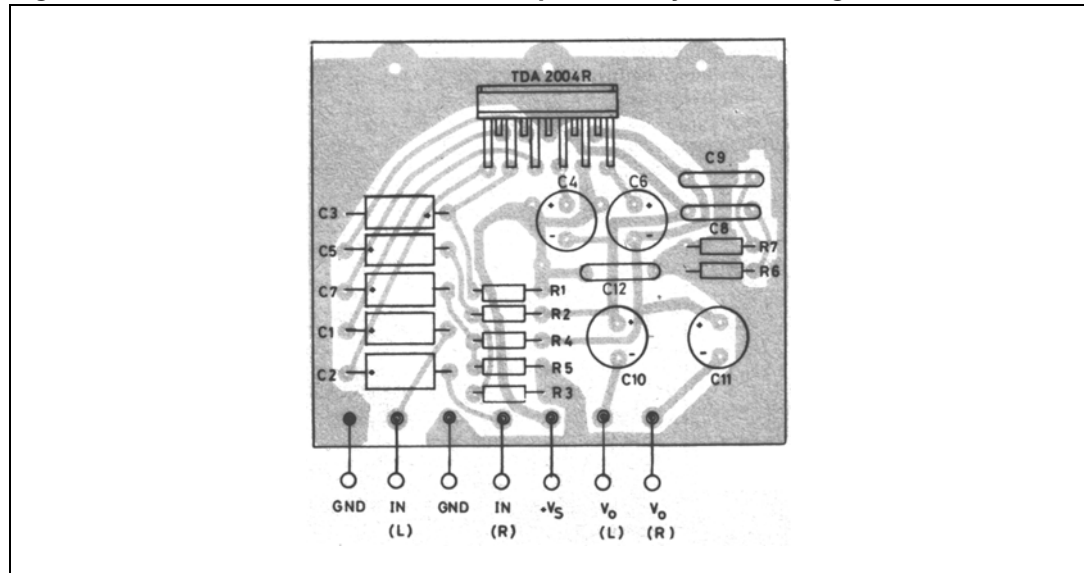 TDA 2004R
C9
C4 C6
C3
C8
C5 R7
R6
C7 R1 C12
R2
C1 R4
R5 C10 C11
C2
R3
GND IN GND IN +VS Vo Vo
(L) (R) (L) (R)